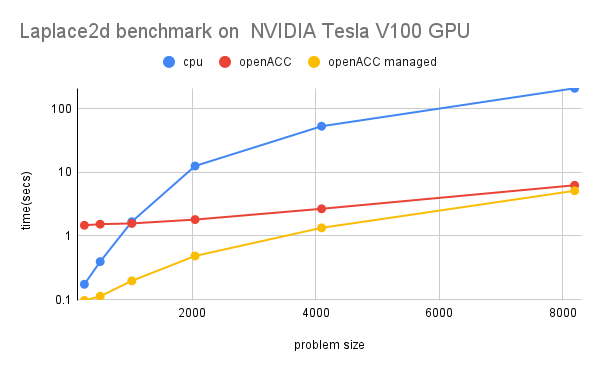 Laplace2d benchmark on  NVIDIA Tesla V100 GPU
cpu openACC openACC managed
100
10
1
0.1
time(secs)
2000 4000 6000 8000
problem size